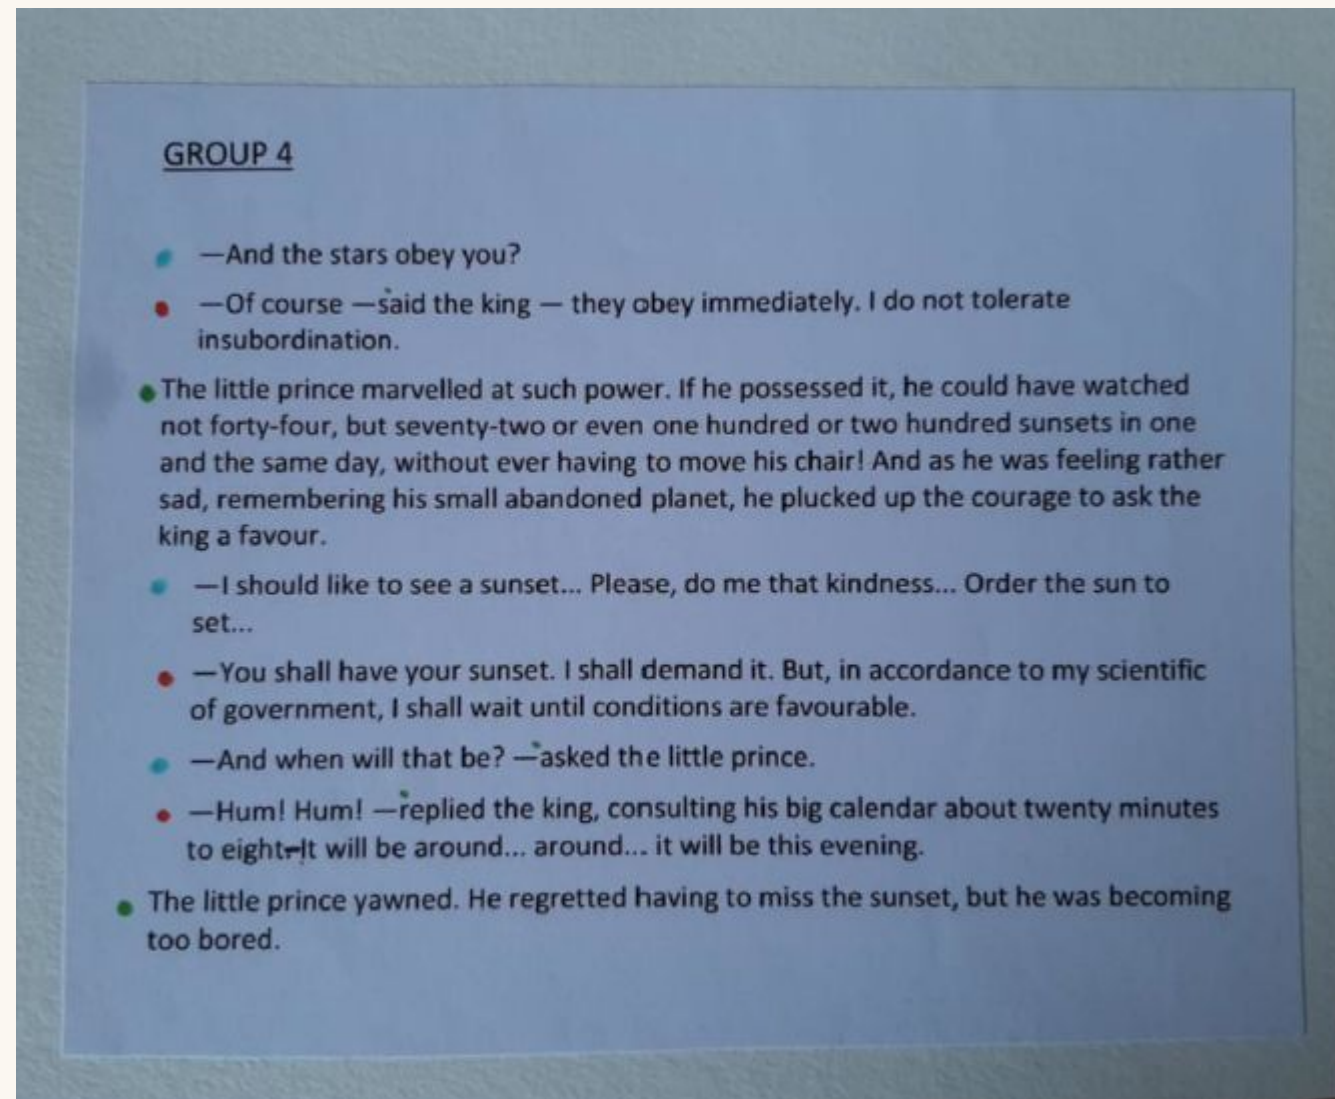 GROUP 4
—And the stars obey you?
—Of course —said the king — they obey immediately. I do not tolerate
insubordination.
The little prince marvelled at such power. If he possessed it, he could have watched
not forty-four, but seventy-two or even one hundred or two hundred sunsets in one
and the same day, without ever having to move his chair! And as he was feeling rather
sad, remembering his small abandoned planet, he plucked up the courage to ask the
king a favour.
—I should like to see a sunset... Please, do me that kindness... Order the sun to
set...
—You shall have your sunset. I shall demand it. But, in accordance to my scientific
of government, I shall wait until conditions are favourable.
—And when will that be? —asked the little prince.
—Hum! Hum! —replied the king, consulting his big calendar about twenty minutes
to eight—It will be around... around... it will be this evening.
The little prince yawned. He regretted having to miss the sunset, but he was becoming
too bored.